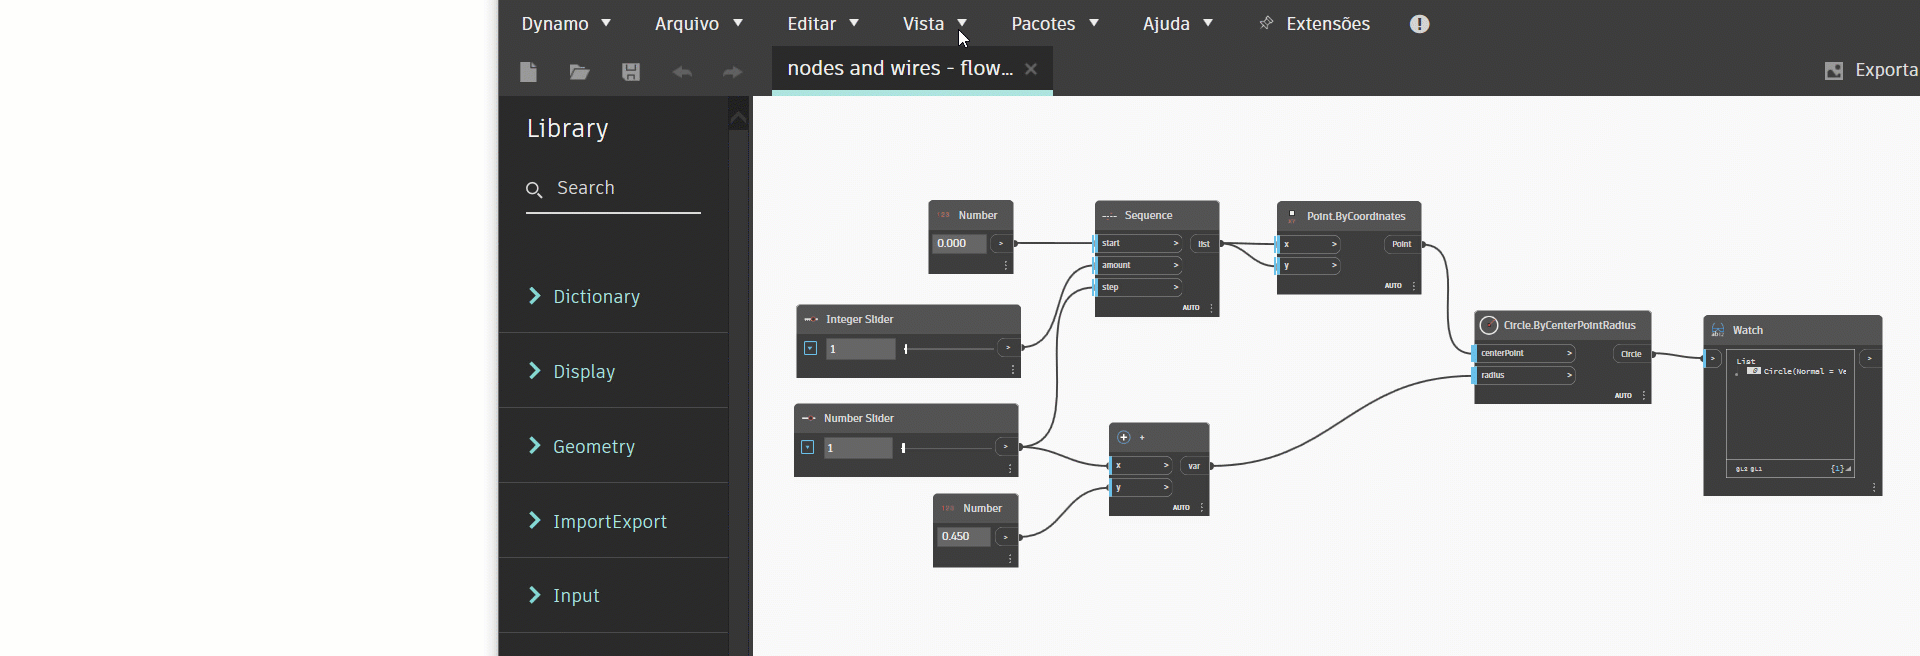 Dynamo Arquivo Editar Vista Pacotes Ajuda Extensões
nodes and wires - flow... Exporta
Library
Search
Dictionary
Display
Geometry
ImportExport
Input
Number
0.000 >
Sequence
start > list
amount >
step >
AUTO
Point.ByCoordinates
x > Point
y >
AUTO
Integer Slider
1 >
Number Slider
1 >
Number
0.450 >
+
x > var
y >
AUTO
Circle.ByCenterPointRadius
centerPoint > Circle
radius >
AUTO
Watch
> >
List
0 Circle(Normal = Ve
@L2 @L1 {1}